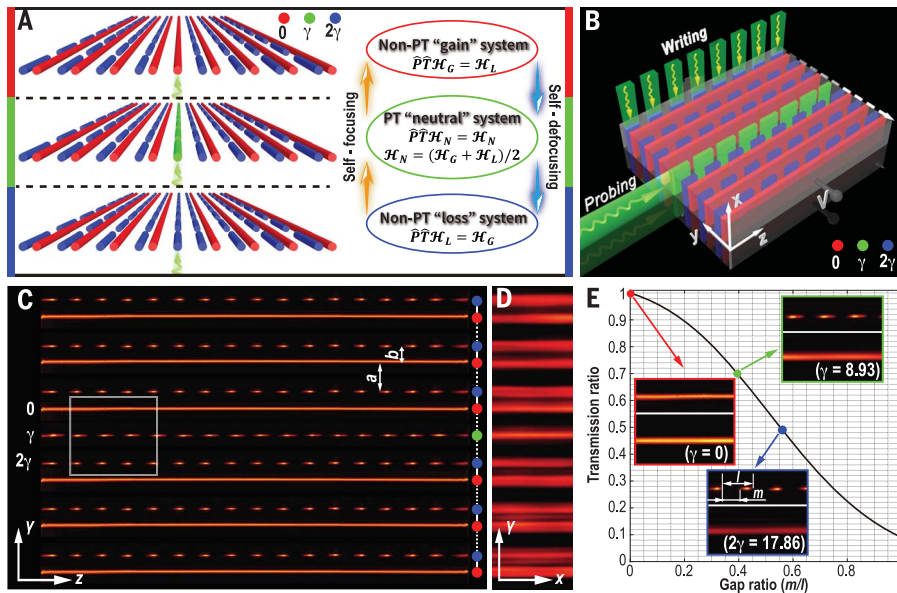 A
0 γ 2γ
Non-PT “gain” system
P̂T̂ℋ_G = ℋ_L
Self-focusing
Self - defocusing
PT “neutral” system
P̂T̂ℋ_N = ℋ_N
ℋ_N = (ℋ_G + ℋ_L)/2
Non-PT “loss” system
P̂T̂ℋ_L = ℋ_G
B
Writing
Probing
x
y
z
V
0 γ 2γ
C
b
a
0
γ
2γ
Y
z
D
Y
x
E
Transmission ratio
1
0.9
0.8
0.7
0.6
0.5
0.4
0.3
0.2
0.1
0
(γ = 8.93)
(γ = 0)
l
m
(2γ = 17.86)
0 0.2 0.4 0.6 0.8
Gap ratio (m/l)